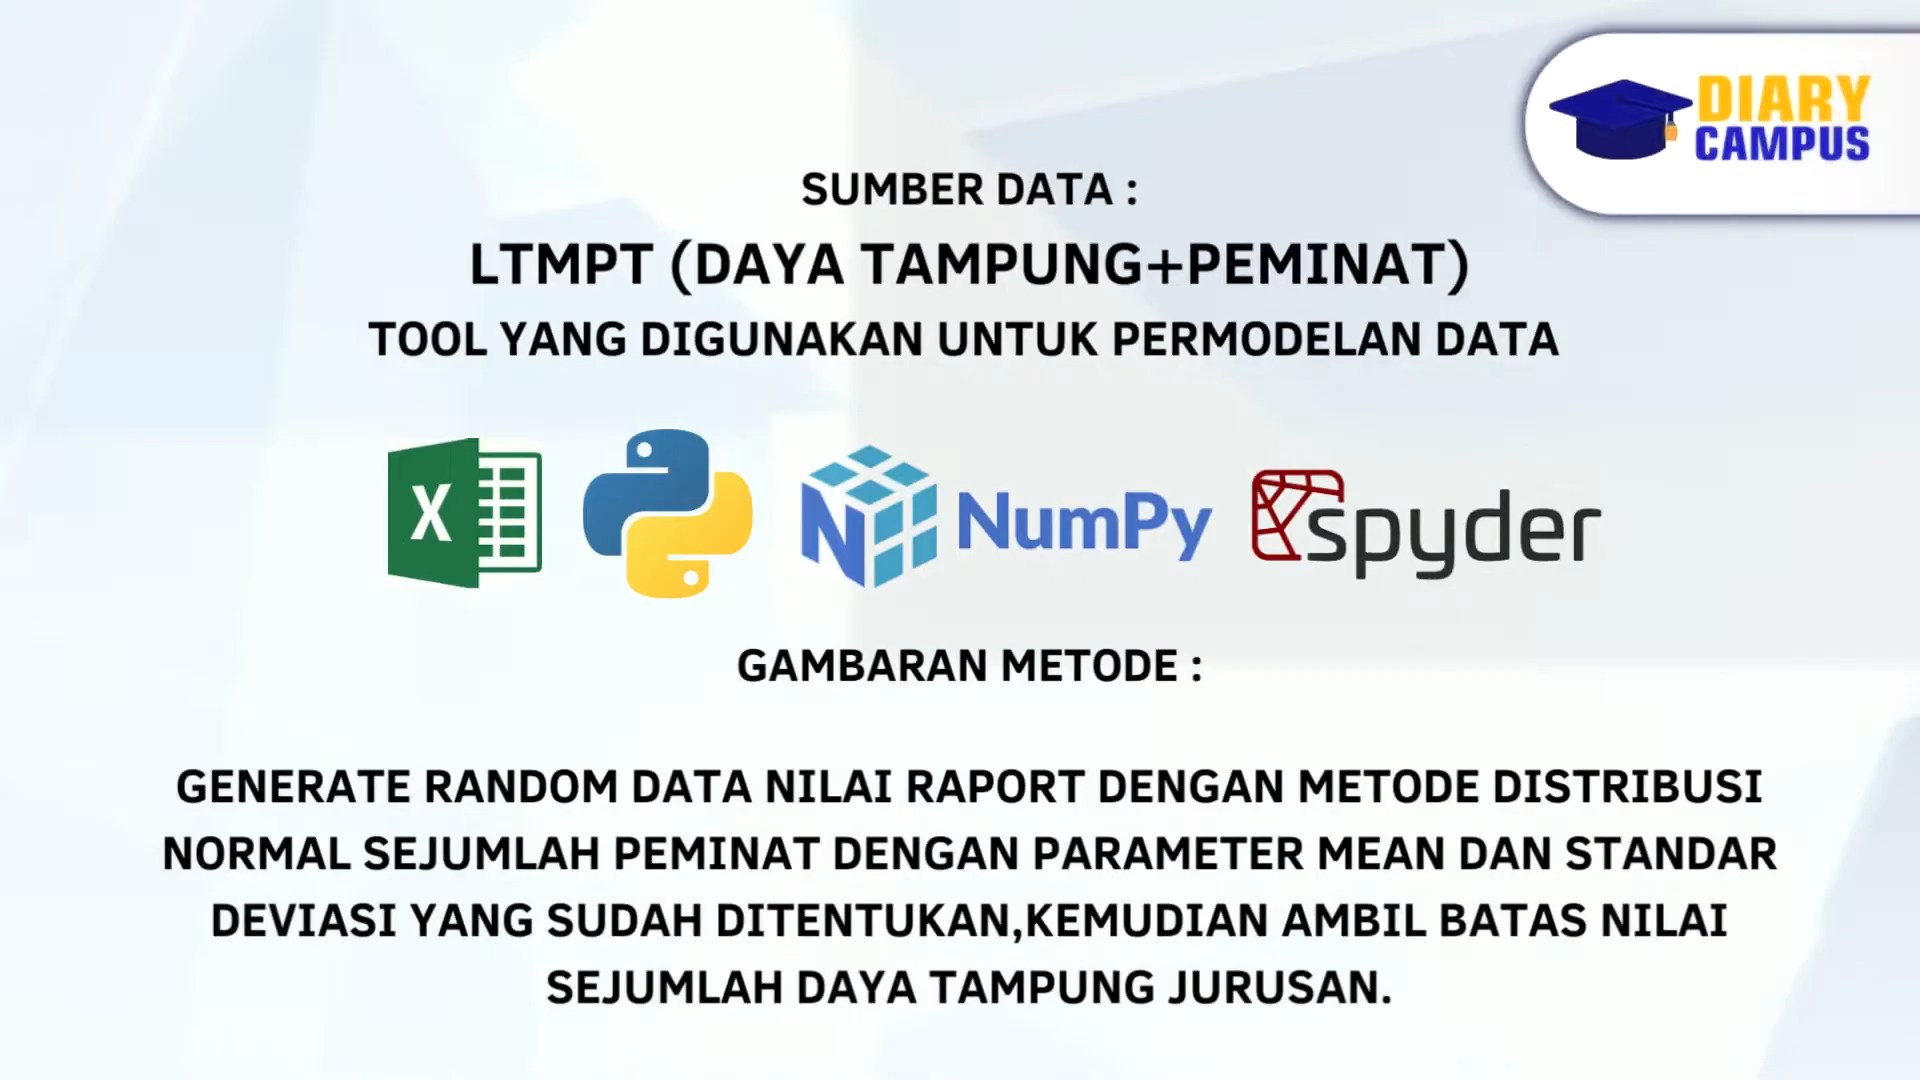 DIARY
CAMPUS
SUMBER DATA :
LTMPT (DAYA TAMPUNG+PEMINAT)
TOOL YANG DIGUNAKAN UNTUK PERMODELAN DATA
X
N
NumPy
spyder
GAMBARAN METODE :
GENERATE RANDOM DATA NILAI RAPORT DENGAN METODE DISTRIBUSI
NORMAL SEJUMLAH PEMINAT DENGAN PARAMETER MEAN DAN STANDAR
DEVIASI YANG SUDAH DITENTUKAN,KEMUDIAN AMBIL BATAS NILAI
SEJUMLAH DAYA TAMPUNG JURUSAN.